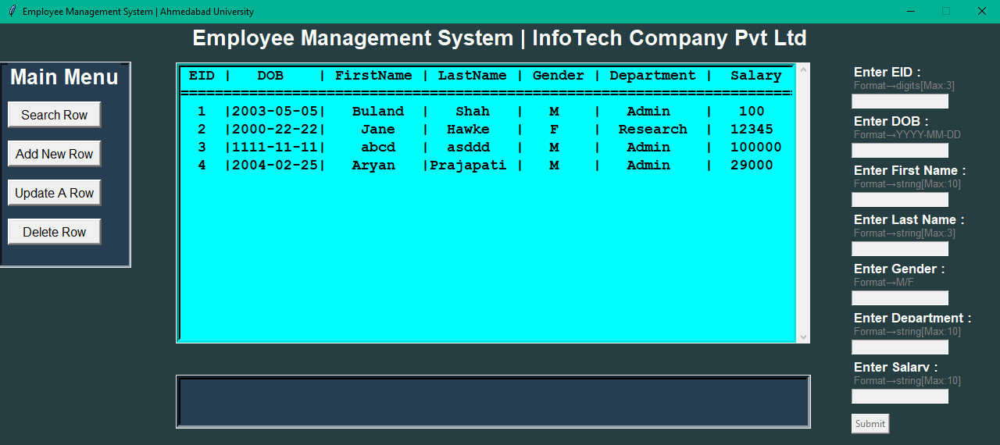 Employee Management System | Ahmedabad University
Employee Management System | InfoTech Company Pvt Ltd
Main Menu
Search Row
Add New Row
Update A Row
Delete Row
EID | DOB | FirstName | LastName | Gender | Department | Salary
=======================================================================
1 |2003-05-05| Buland | Shah | M | Admin | 100
2 |2000-22-22| Jane | Hawke | F | Research | 12345
3 |1111-11-11| abcd | asddd | M | Admin | 100000
4 |2004-02-25| Aryan |Prajapati | M | Admin | 29000
Enter EID :
Format→digits[Max:3]
Enter DOB :
Format→YYYY-MM-DD
Enter First Name :
Format→string[Max:10]
Enter Last Name :
Format→string[Max:3]
Enter Gender :
Format→M/F
Enter Department :
Format→string[Max:10]
Enter Salary :
Format→string[Max:10]
Submit